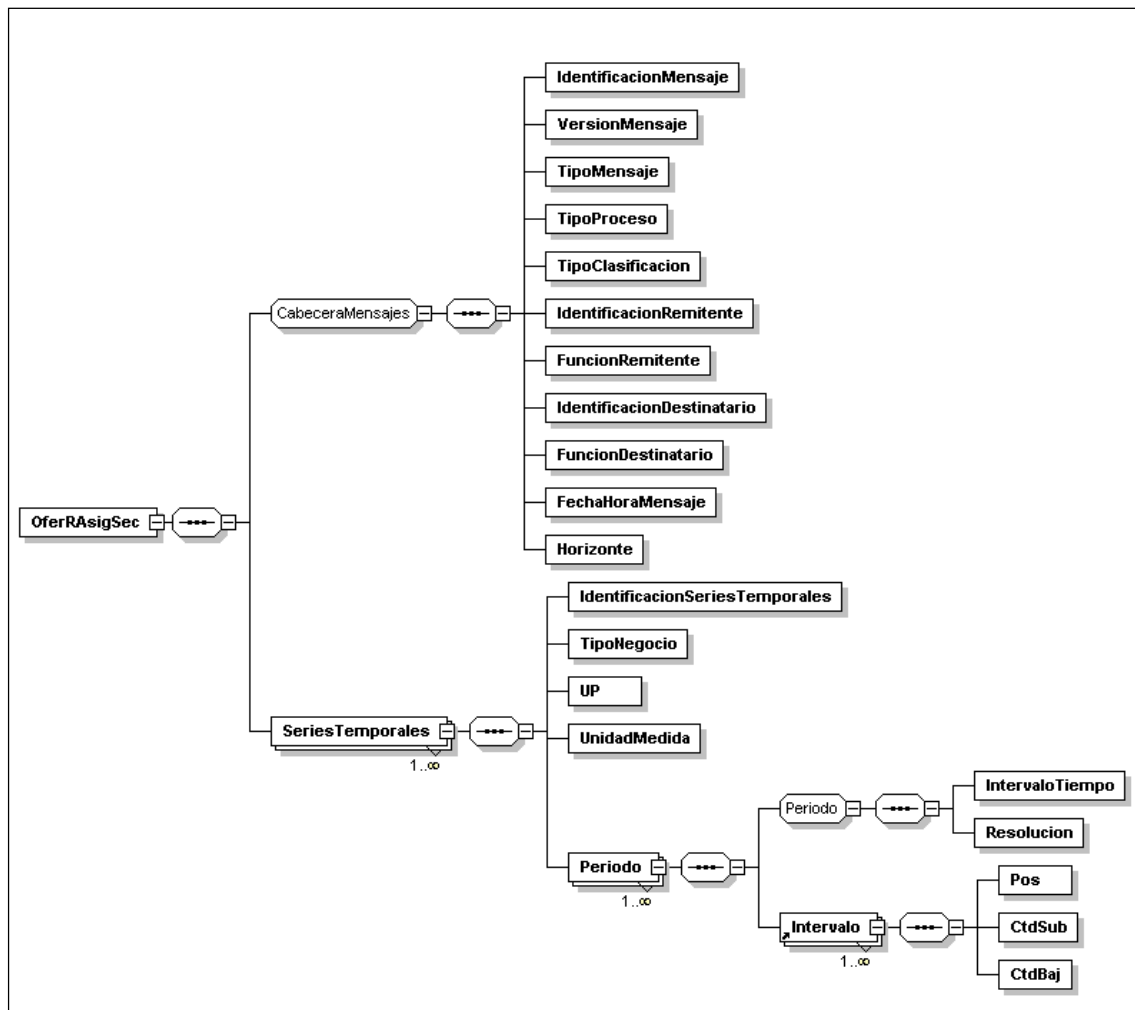 IdentificacionMensaje
VersionMensaje
TipoMensaje
TipoProceso
TipoClasificacion
CabeceraMensajes
IdentificacionRemitente
FuncionRemitente
IdentificacionDestinatario
FuncionDestinatario
FechaHoraMensaje
OferRAsigSec
Horizonte
IdentificacionSeriesTemporales
TipoNegocio
UP
SeriesTemporales
UnidadMedida
1..∞
IntervaloTiempo
Periodo
Resolucion
Periodo
1..∞
Pos
Intervalo
CtdSub
1..∞
CtdBaj